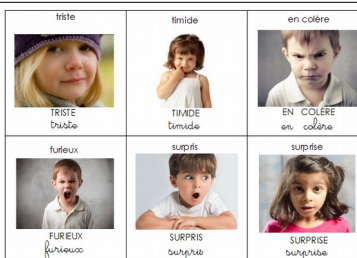 triste
timide
en colère
TRISTE
TIMIDE
EN COLÈRE
triste
timide
en colère
furieux
surpris
surprise
FURIEUX
SURPRIS
SURPRISE
furieux
surpris
surprise